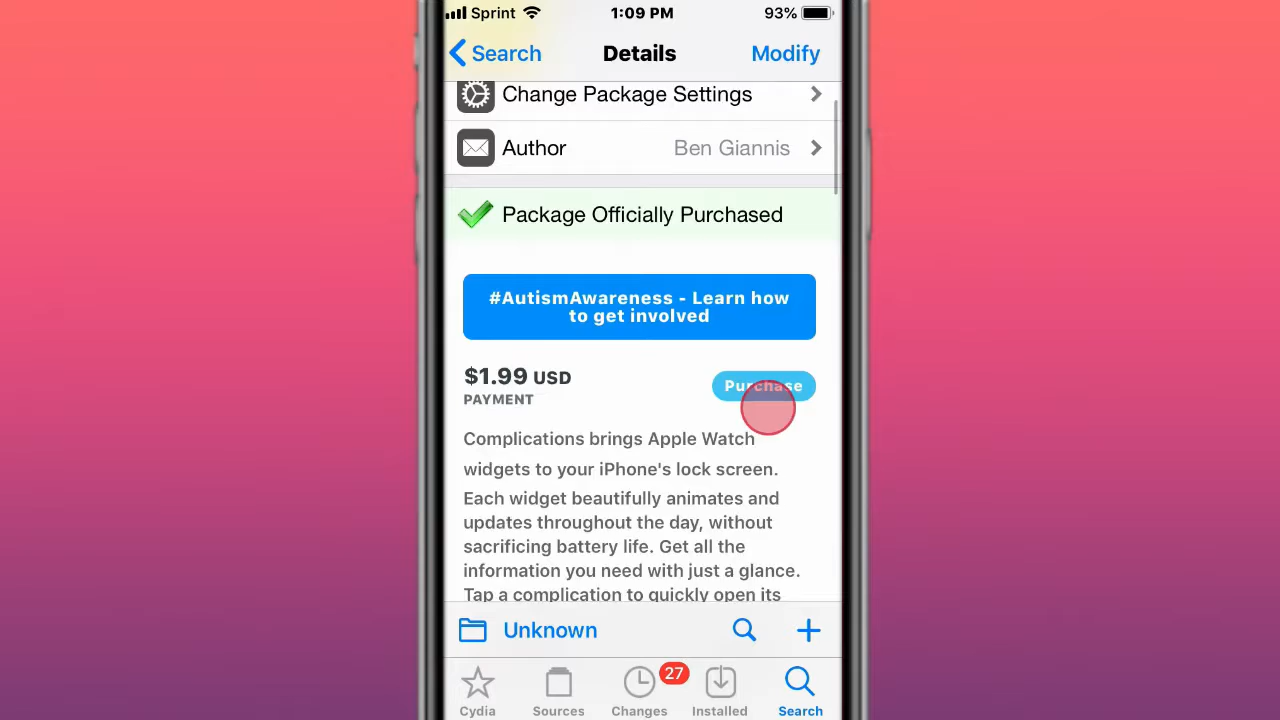 Sprint 1:09 PM 93%
Search Details Modify
Change Package Settings
Author Ben Giannis
Package Officially Purchased
#AutismAwareness - Learn how
to get involved
$1.99 USD
PAYMENT
Purchase
Complications brings Apple Watch
widgets to your iPhone's lock screen.
Each widget beautifully animates and
updates throughout the day, without
sacrificing battery life. Get all the
information you need with just a glance.
Tap a complication to quickly open its
Unknown
27
Cydia Sources Changes Installed Search